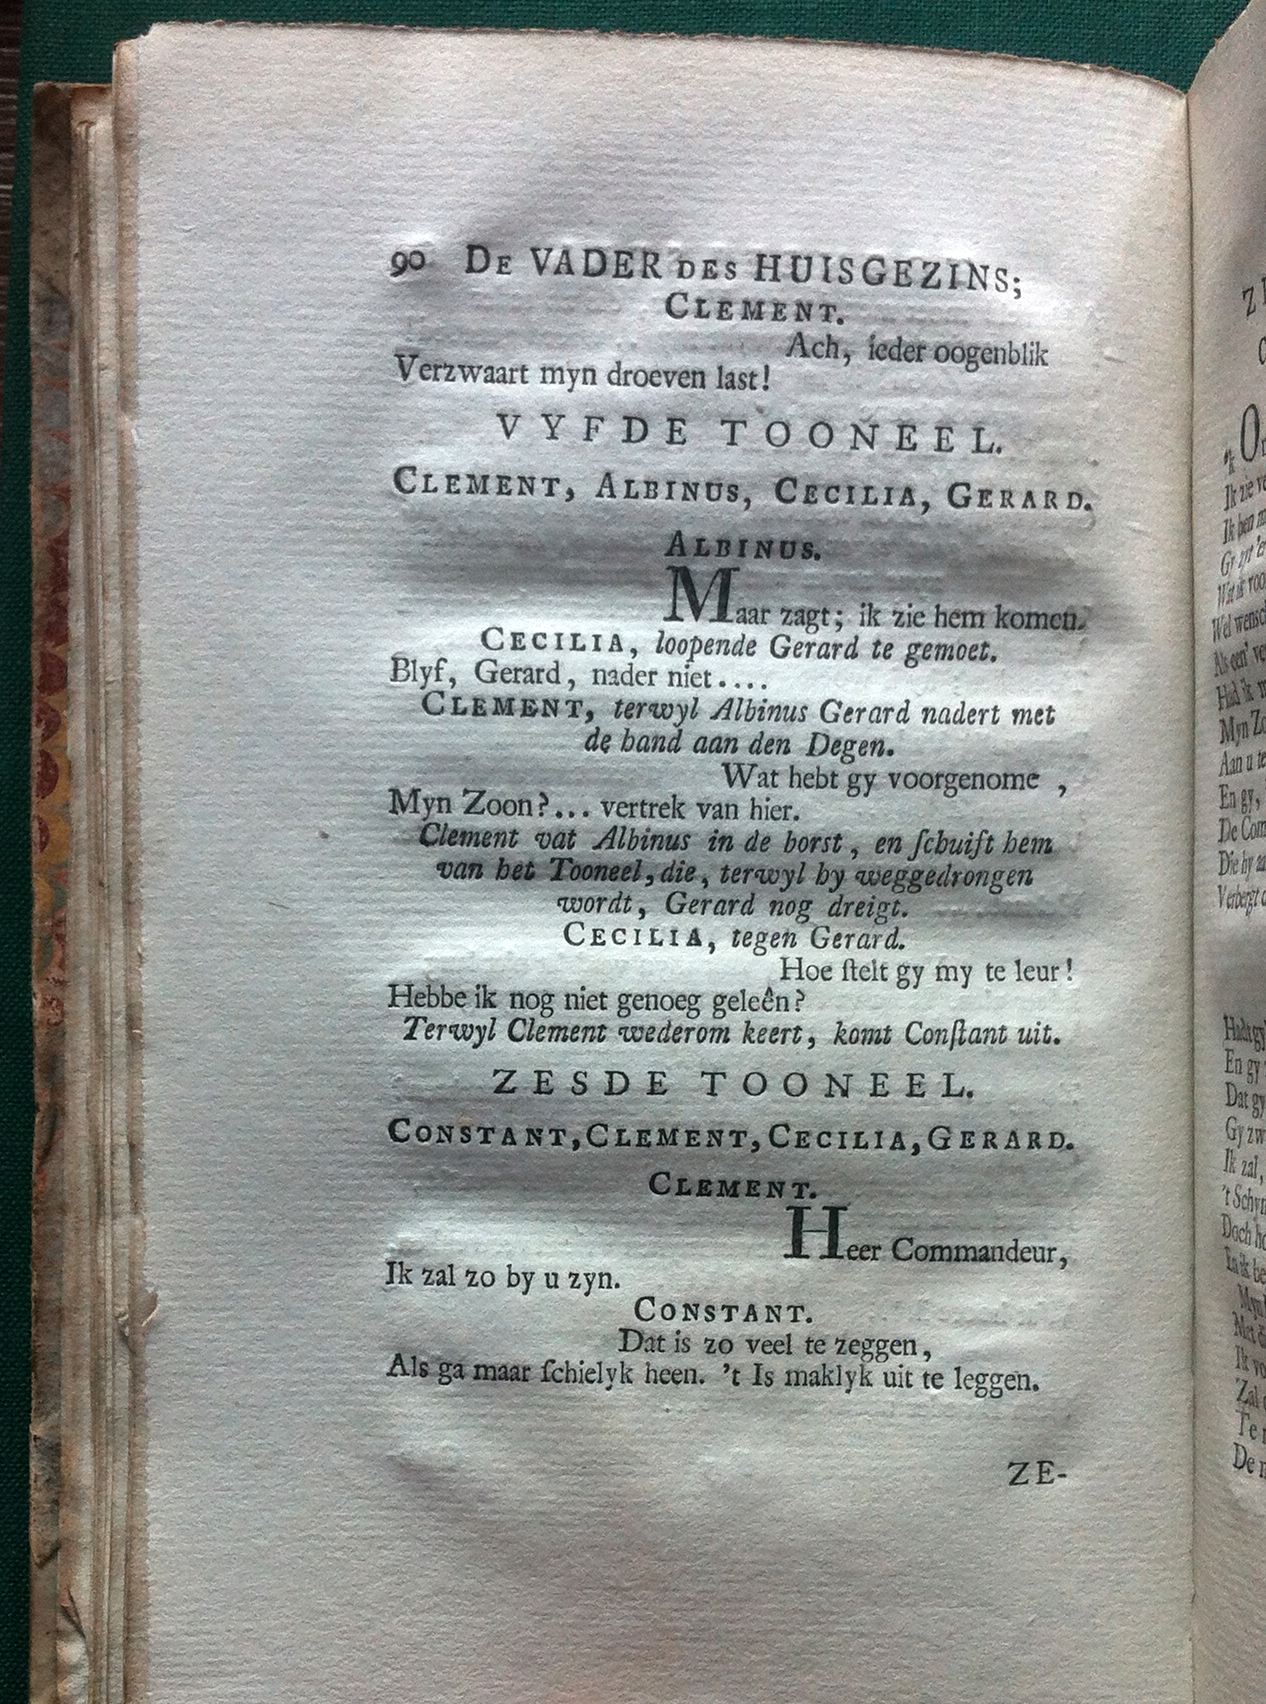 90 DE VADER DES HUISGEZINS;
CLEMENT.
Ach, ieder oogenblik
Verzwaart myn droeven last!
VYFDE TOONEEL.
CLEMENT, ALBINUS, CECILIA, GERARD.
ALBINUS.
Maar zagt; ik zie hem komen.
CECILIA, loopende Gerard te gemoet.
Blyf, Gerard, nader niet....
CLEMENT, terwyl Albinus Gerard nadert met
de hand aan den Degen.
Wat hebt gy voorgenome ,
Myn Zoon?... vertrek van hier.
Clement vat Albinus in de borst, en ſchuift hem
van het Tooneel, die, terwyl hy weggedrongen
wordt, Gerard nog dreigt.
CECILIA, tegen Gerard.
Hoe ſtelt gy my te leur!
Hebbe ik nog niet genoeg geleên?
Terwyl Clement wederom keert, komt Conſtant uit.
ZESDE TOONEEL.
CONSTANT, CLEMENT, CECILIA, GERARD.
CLEMENT.
Heer Commandeur,
Ik zal zo by u zyn.
CONSTANT.
Dat is zo veel te zeggen,
Als ga maar ſchielyk heen. 't Is maklyk uit te leggen.
ZE-